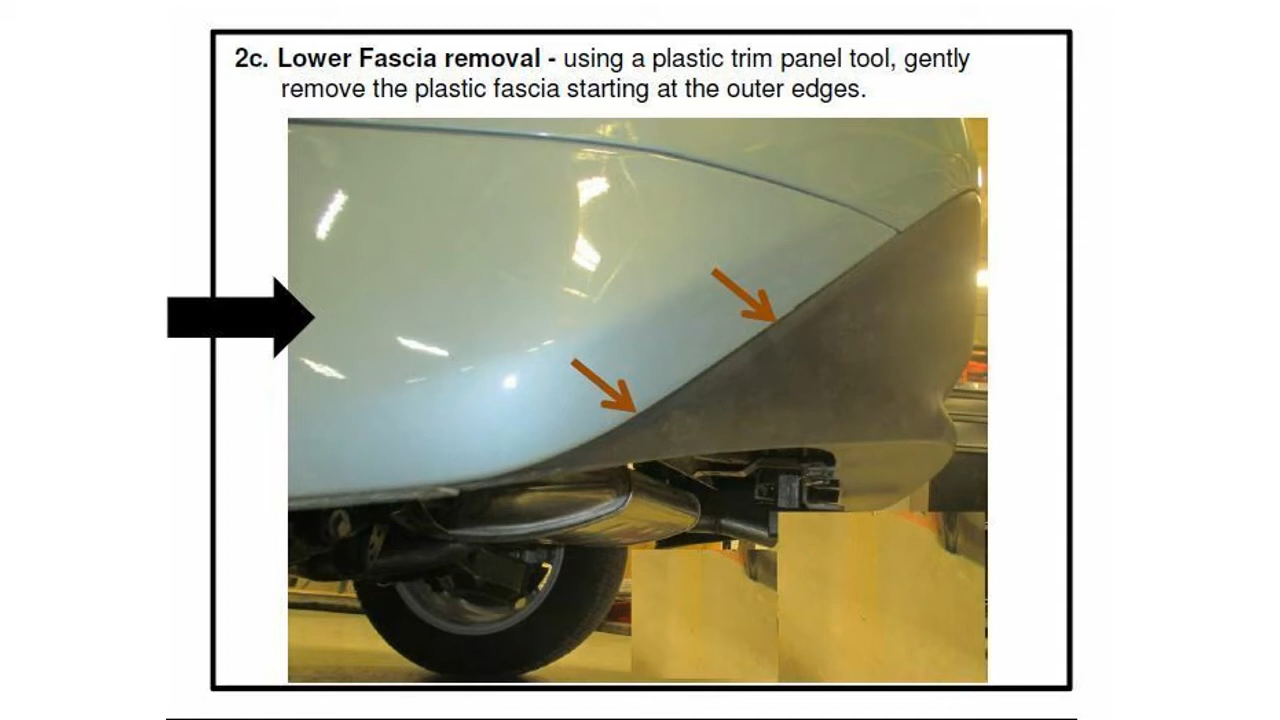 2c. Lower Fascia removal - using a plastic trim panel tool, gently
remove the plastic fascia starting at the outer edges.